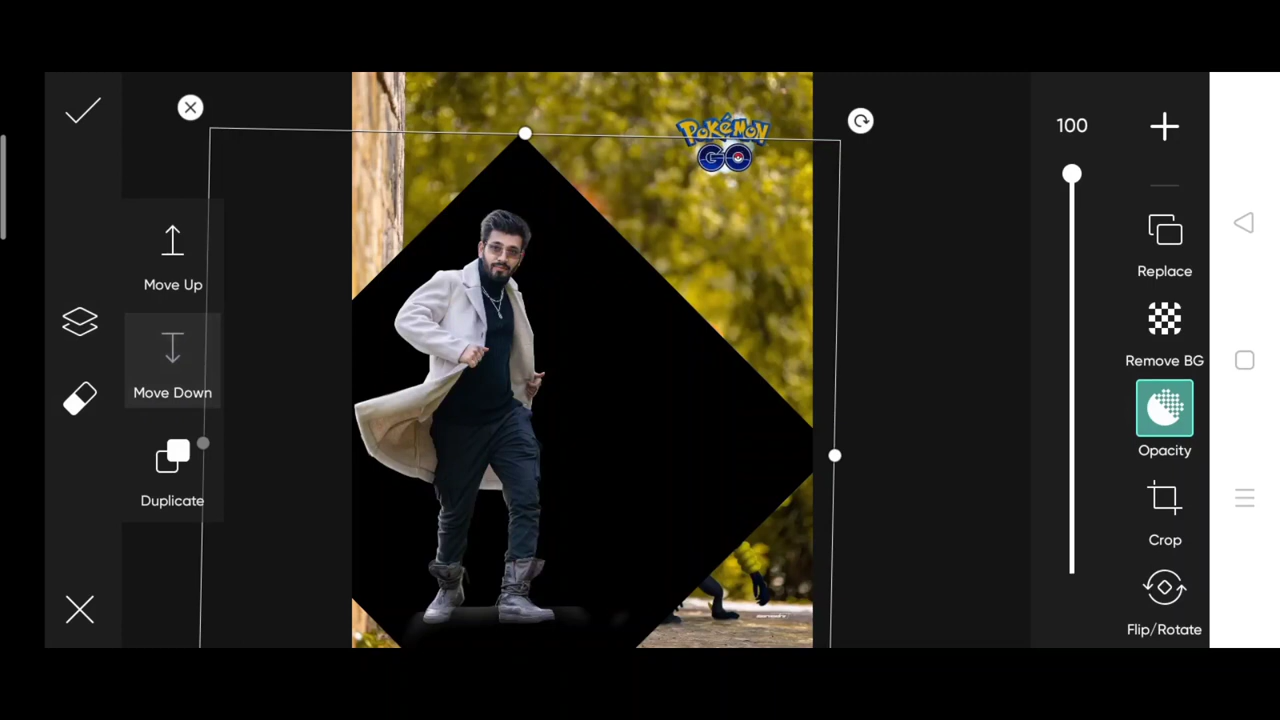 100
POKÉMON
GO
Move Up
Replace
Remove BG
Move Down
Opacity
Duplicate
Crop
Flip/Rotate